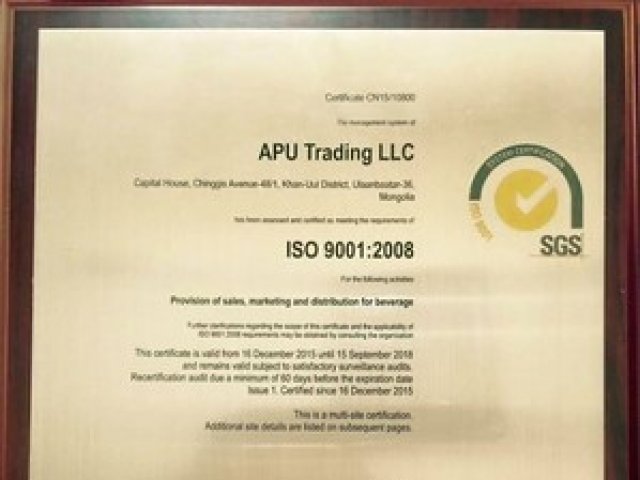 Certificate CN15/10800
The management system of
APU Trading LLC
Capital House, Chinggis Avenue-48/1, Khan-Uul District, Ulaanbaatar-36,
Mongolia
has been assessed and certified as meeting the requirements of
ISO 9001:2008
For the following activities
Provision of sales, marketing and distribution for beverage
Further clarifications regarding the scope of this certificate and the applicability of
ISO 9001:2008 requirements may be obtained by consulting the organisation
This certificate is valid from 16 December 2015 until 15 September 2018
and remains valid subject to satisfactory surveillance audits.
Recertification audit due a minimum of 60 days before the expiration date
Issue 1. Certified since 16 December 2015
This is a multi-site certification.
Additional site details are listed on subsequent pages.
SYSTEM CERTIFICATION
ISO 9001
SGS